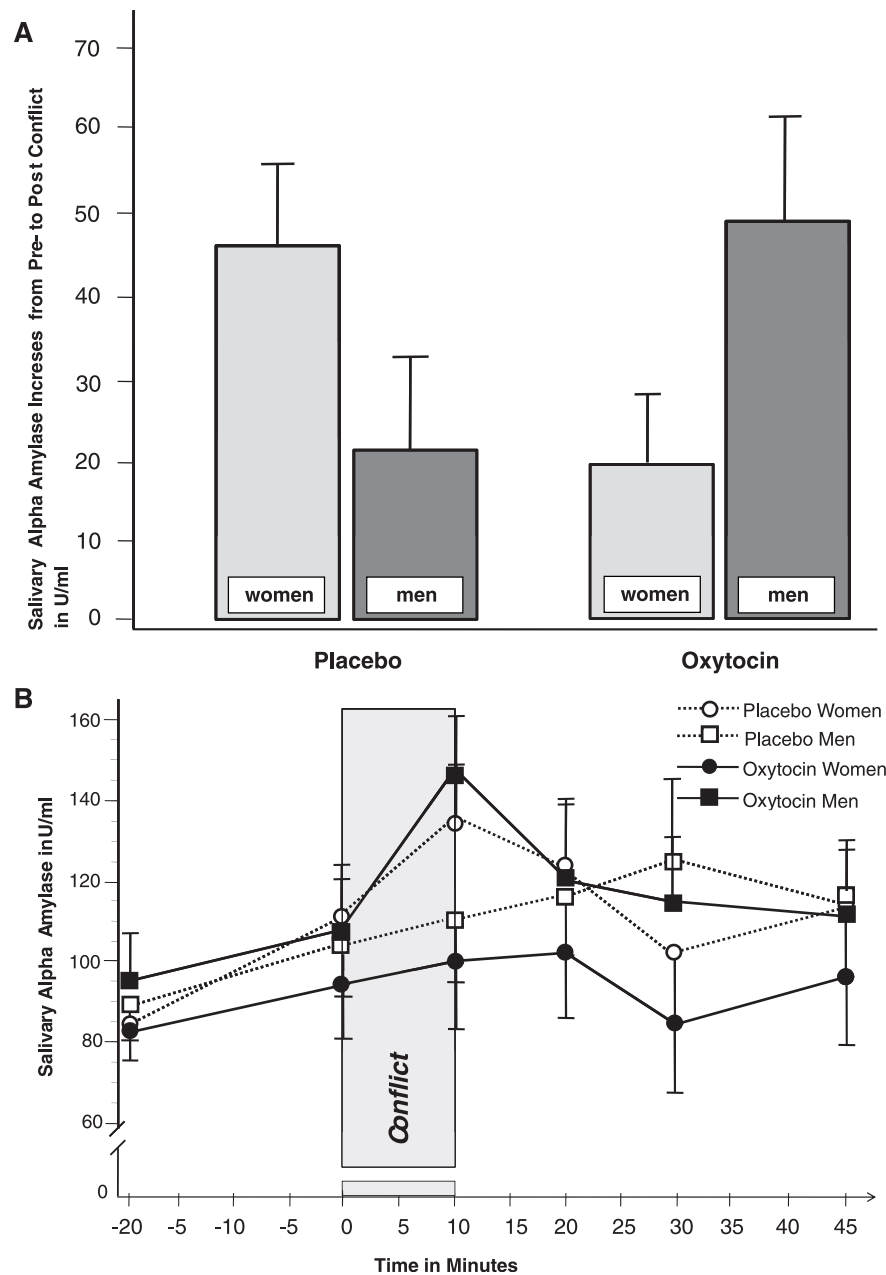 A
70
60
50
40
30
20
10
0
Salivary Alpha Amylase Increses from Pre- to Post Conflict
in U/ml
women
men
women
men
Placebo
Oxytocin
B
160
140
120
100
80
60
0
Salivary Alpha Amylase in U/ml
Placebo Women
Placebo Men
Oxytocin Women
Oxytocin Men
Conflict
-20 -5 -10 -5 0 5 10 15 20 25 30 35 40 45
Time in Minutes